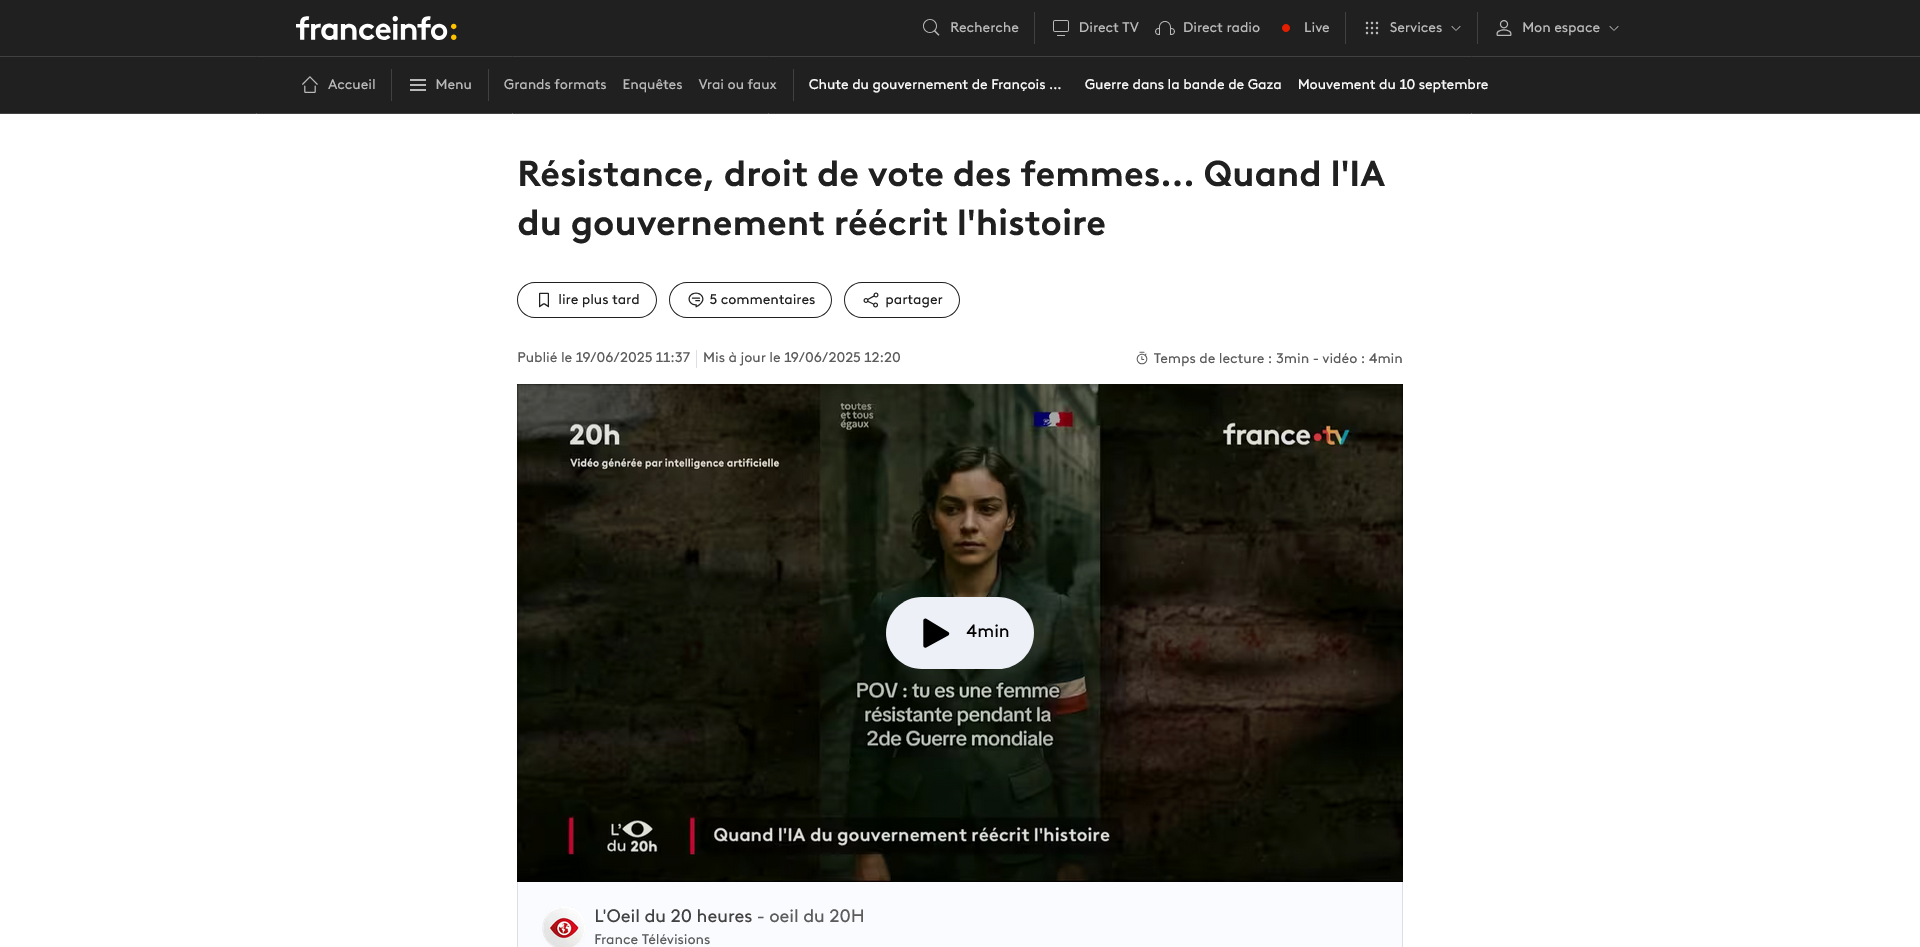 franceinfo:
Recherche
Direct TV
Direct radio
Live
Services
Mon espace
Accueil
Menu
Grands formats
Enquêtes
Vrai ou faux
Chute du gouvernement de François ...
Guerre dans la bande de Gaza
Mouvement du 10 septembre
Résistance, droit de vote des femmes... Quand l'IA
du gouvernement réécrit l'histoire
lire plus tard
5 commentaires
partager
Publié le 19/06/2025 11:37
Mis à jour le 19/06/2025 12:20
Temps de lecture : 3min - vidéo : 4min
20h
Vidéo générée par intelligence artificielle
toutes
et tous
égaux
france•tv
4min
POV : tu es une femme
résistante pendant la
2de Guerre mondiale
L'
du 20h
Quand l'IA du gouvernement réécrit l'histoire
L'Oeil du 20 heures - oeil du 20H
France Télévisions